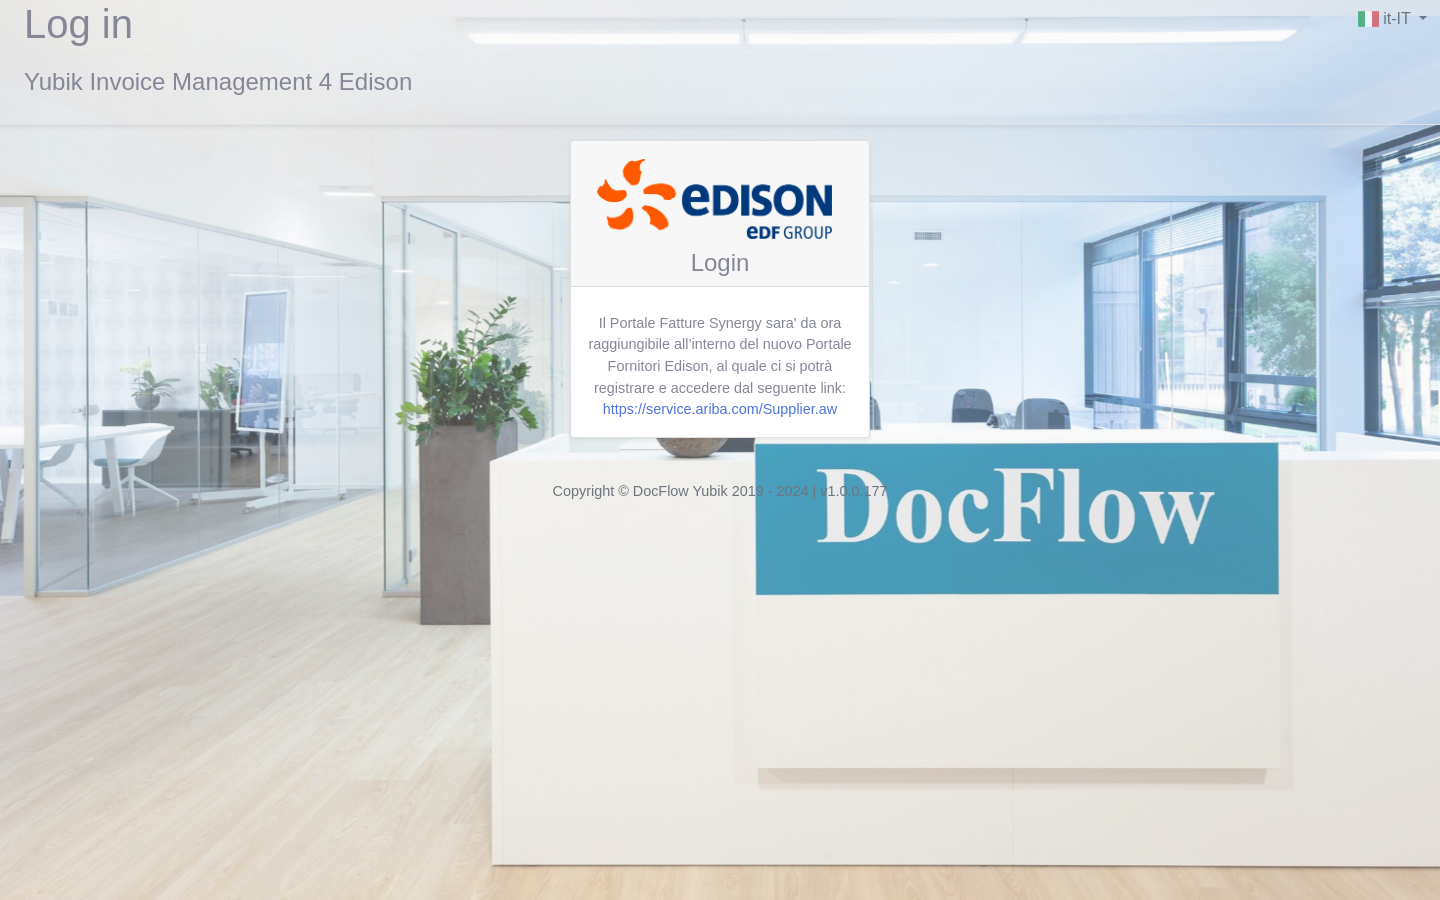 Log in
it-IT
Yubik Invoice Management 4 Edison
eDISON
eDF GROUP
Login
Il Portale Fatture Synergy sara' da ora
raggiungibile all'interno del nuovo Portale
Fornitori Edison, al quale ci si potrà
registrare e accedere dal seguente link:
https://service.ariba.com/Supplier.aw
Copyright © DocFlow Yubik 2019 - 2024 | v1.0.0.177
DocFlow